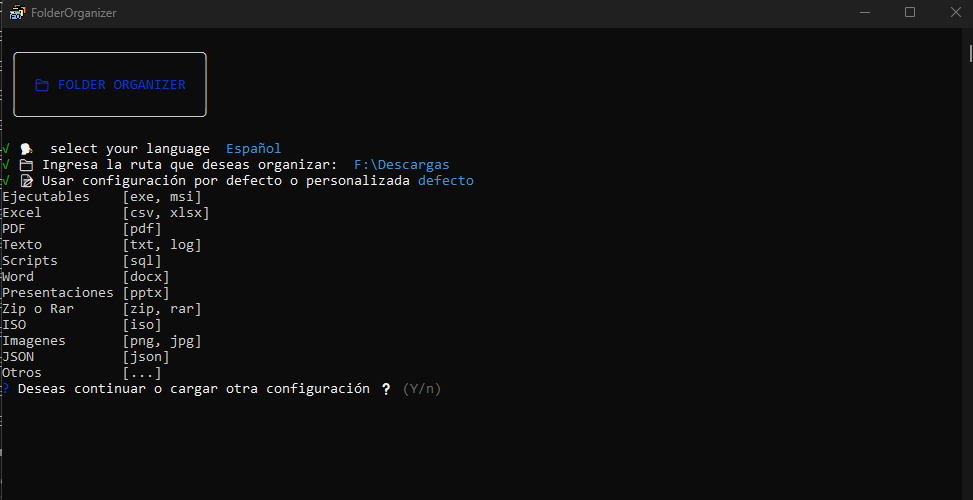 FolderOrganizer
FOLDER ORGANIZER
√ select your language Español
√ Ingresa la ruta que deseas organizar: F:\Descargas
√ Usar configuración por defecto o personalizada defecto
Ejecutables [exe, msi]
Excel [csv, xlsx]
PDF [pdf]
Texto [txt, log]
Scripts [sql]
Word [docx]
Presentaciones [pptx]
Zip o Rar [zip, rar]
ISO [iso]
Imagenes [png, jpg]
JSON [json]
Otros [...]
? Deseas continuar o cargar otra configuración ? (Y/n)